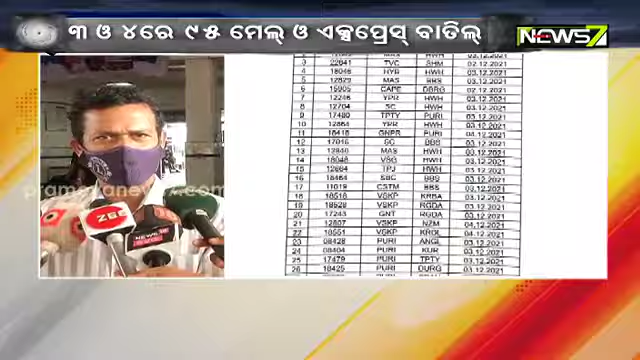 ୩ ଓ ୪ରେ ୯୫ ମେଲ୍ ଓ ଏକ୍ସପ୍ରେସ୍ ବାତିଲ୍
NEWS7
3 22641 TVC SHM 02.12.2021
4 18046 HYB HWH 03.12.2021
5 12829 MAS BBS 03.12.2021
6 15905 CAPE DBRG 02.12.2021
7 12246 YPR HWH 03.12.2021
8 12704 SC HWH 03.12.2021
9 17480 TPTY PURI 03.12.2021
10 12864 YPR HWH 03.12.2021
11 18418 GNPR PURI 04.12.2021
12 17016 SC BBS 03.12.2021
13 12840 MAS HWH 03.12.2021
14 18048 VSG HWH 03.12.2021
15 12664 TPJ HWH 03.12.2021
16 18464 SBC BBS 03.12.2021
17 11019 CSTM BBS 03.12.2021
18 18518 VSKP KRBA 03.12.2021
19 18528 VSKP RGDA 03.12.2021
20 17243 GNT RGDA 03.12.2021
21 12807 VSKP NZM 04.12.2021
22 18551 VSKP KRDL 04.12.2021
23 08428 PURI ANGL 03.12.2021
24 08404 PURI KUR 03.12.2021
25 17479 PURI TPTY 03.12.2021
26 18425 PURI DURG 03.12.2021
prameyanews7.com
ZEE
NEWS